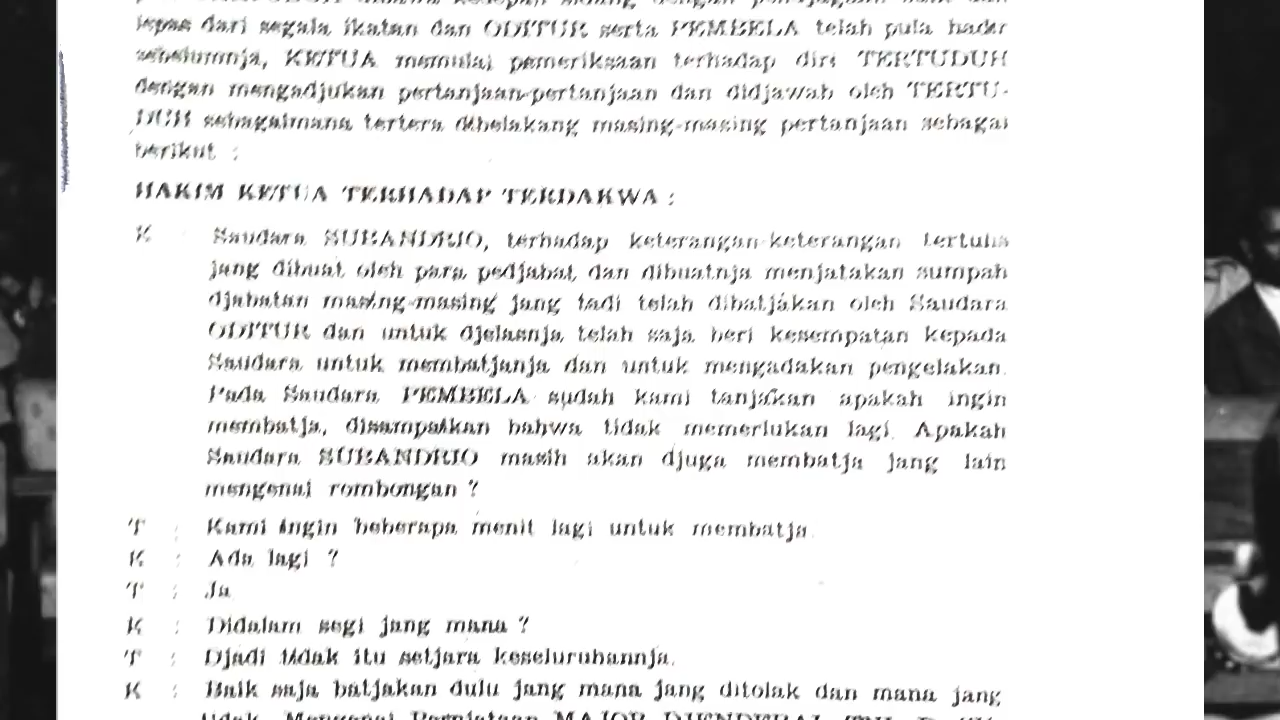 lepas dari segala ikatan dan ODITUR serta PEMBELA telah pula hadir
sebelumnja, KETUA memulai pemeriksaan terhadap diri TERTUDUH
dengan mengadjukan pertanjaan-pertanjaan dan didjawab oleh TERTU-
DUH sebagaimana tertera dibelakang masing-masing pertanjaan sebagai
berikut :
HAKIM KETUA TERHADAP TERDAKWA :
K Saudara SUBANDRIO, terhadap keterangan-keterangan tertulis
jang dibuat oleh para pedjabat, dan dibuatnja menjatakan sumpah
djabatan masing-masing jang tadi telah dibatjakan oleh Saudara
ODITUR dan untuk djelasnja telah saja beri kesempatan kepada
Saudara untuk membatjanja dan untuk mengadakan pengelakan.
Pada Saudara PEMBELA sudah kami tanjakan apakah ingin
membatja, disampaikan bahwa tidak memerlukan lagi. Apakah
Saudara SUBANDRIO masih akan djuga membatja jang lain
mengenai rombongan ?
T : Kami ingin beberapa menit lagi untuk membatja.
K : Ada lagi ?
T : Ja
K : Didalam segi jang mana ?
T : Djadi tidak itu setjara keseluruhannja.
K : Baik saja batjakan dulu jang mana jang ditolak dan mana jang
tidak. Mengenai Pernjataan MAJOR DJENDERAL TNI